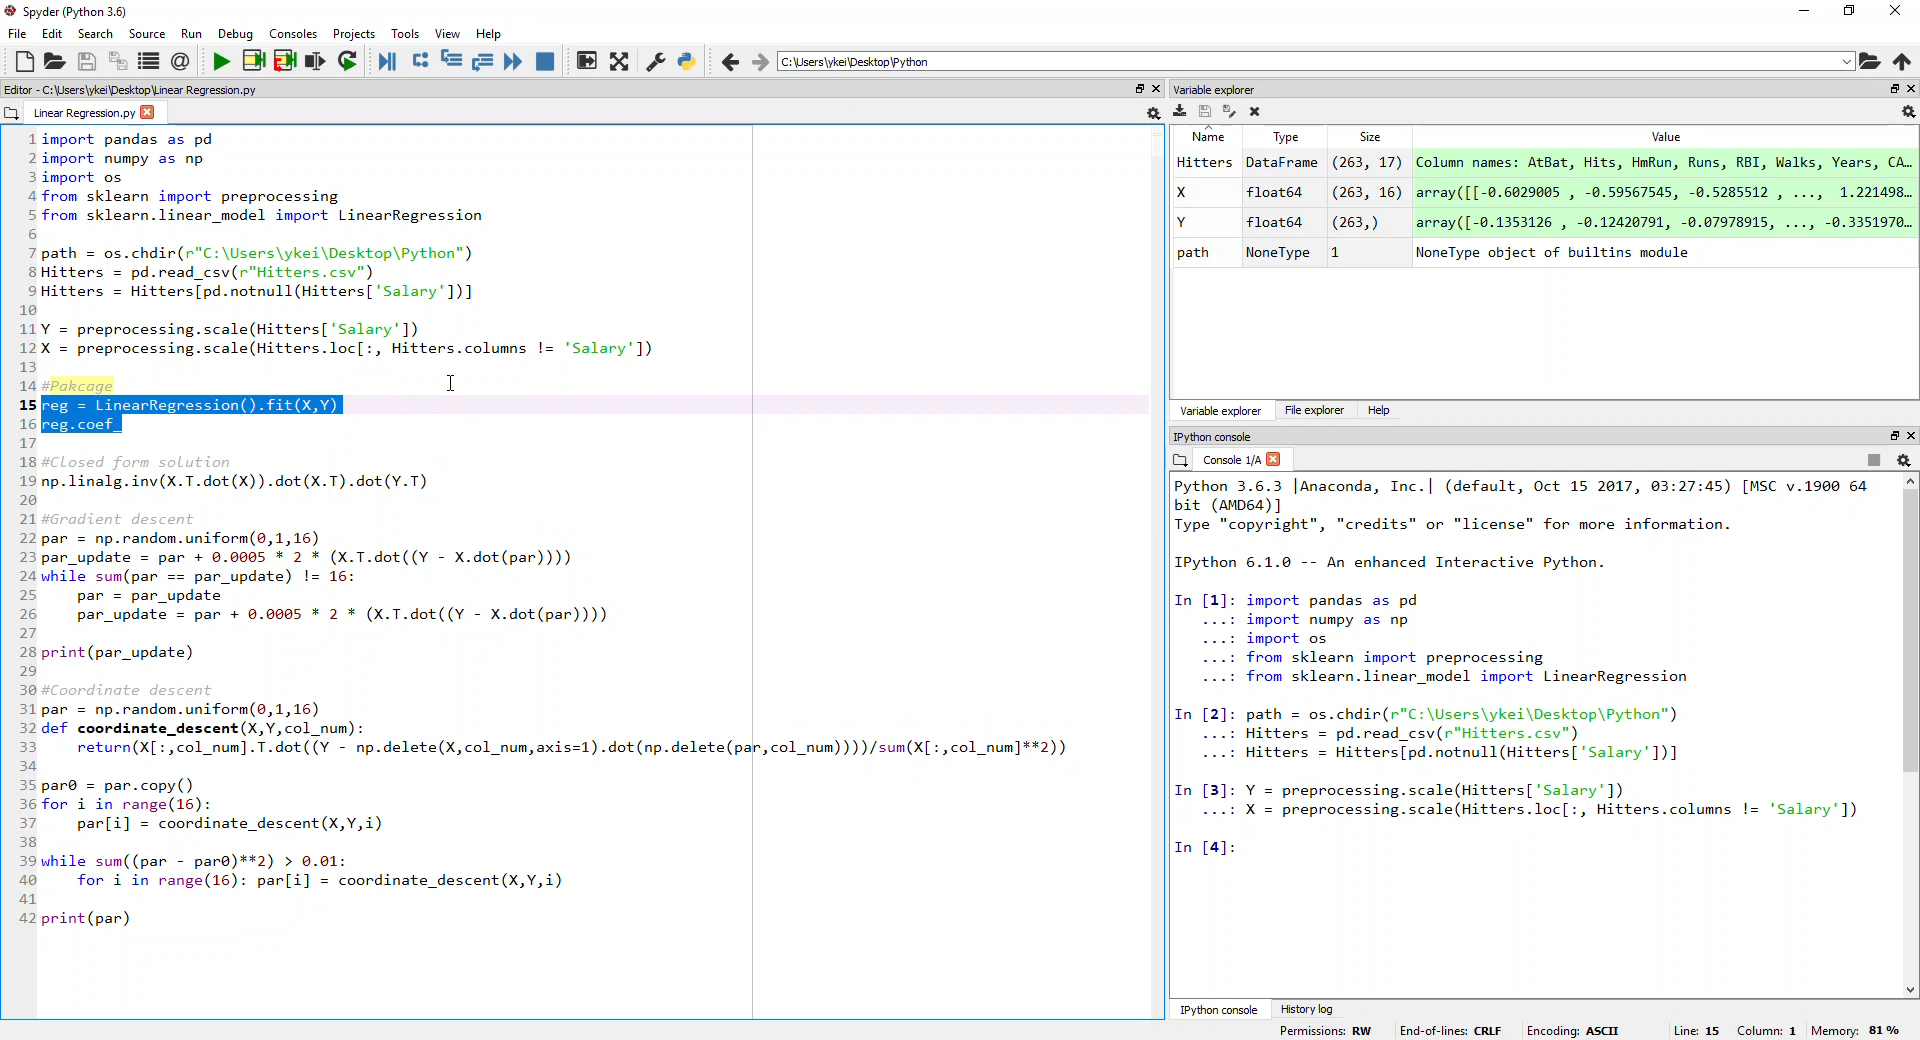 Spyder (Python 3.6)
File Edit Search Source Run Debug Consoles Projects Tools View Help
C:\Users\ykei\Desktop\Python
Editor - C:\Users\ykei\Desktop\Linear Regression.py
Linear Regression.py
1 import pandas as pd
2 import numpy as np
3 import os
4 from sklearn import preprocessing
5 from sklearn.linear_model import LinearRegression
6
7 path = os.chdir(r"C:\Users\ykei\Desktop\Python")
8 Hitters = pd.read_csv(r"Hitters.csv")
9 Hitters = Hitters[pd.notnull(Hitters['Salary'])]
10
11 Y = preprocessing.scale(Hitters['Salary'])
12 X = preprocessing.scale(Hitters.loc[:, Hitters.columns != 'Salary'])
13
14 #Pakcage
15 reg = LinearRegression().fit(X,Y)
16 reg.coef_
17
18 #Closed form solution
19 np.linalg.inv(X.T.dot(X)).dot(X.T).dot(Y.T)
20
21 #Gradient descent
22 par = np.random.uniform(0,1,16)
23 par_update = par + 0.0005 * 2 * (X.T.dot((Y - X.dot(par))))
24 while sum(par == par_update) != 16:
25     par = par_update
26     par_update = par + 0.0005 * 2 * (X.T.dot((Y - X.dot(par))))
27
28 print(par_update)
29
30 #Coordinate descent
31 par = np.random.uniform(0,1,16)
32 def coordinate_descent(X,Y,col_num):
33     return(X[:,col_num].T.dot((Y - np.delete(X,col_num,axis=1).dot(np.delete(par,col_num))))/sum(X[:,col_num]**2))
34
35 par0 = par.copy()
36 for i in range(16):
37     par[i] = coordinate_descent(X,Y,i)
38
39 while sum((par - par0)**2) > 0.01:
40     for i in range(16): par[i] = coordinate_descent(X,Y,i)
41
42 print(par)
Variable explorer
Name Type Size Value
Hitters DataFrame (263, 17) Column names: AtBat, Hits, HmRun, Runs, RBI, Walks, Years, CA…
X float64 (263, 16) array([[-0.6029005 , -0.59567545, -0.5285512 , ..., 1.221498…
Y float64 (263,) array([-0.1353126 , -0.12420791, -0.07978915, ..., -0.3351970…
path NoneType 1 NoneType object of builtins module
Variable explorer File explorer Help
IPython console
Console 1/A
Python 3.6.3 |Anaconda, Inc.| (default, Oct 15 2017, 03:27:45) [MSC v.1900 64
bit (AMD64)]
Type "copyright", "credits" or "license" for more information.
IPython 6.1.0 -- An enhanced Interactive Python.
In [1]: import pandas as pd
   ...: import numpy as np
   ...: import os
   ...: from sklearn import preprocessing
   ...: from sklearn.linear_model import LinearRegression
In [2]: path = os.chdir(r"C:\Users\ykei\Desktop\Python")
   ...: Hitters = pd.read_csv(r"Hitters.csv")
   ...: Hitters = Hitters[pd.notnull(Hitters['Salary'])]
In [3]: Y = preprocessing.scale(Hitters['Salary'])
   ...: X = preprocessing.scale(Hitters.loc[:, Hitters.columns != 'Salary'])
In [4]:
IPython console History log
Permissions: RW End-of-lines: CRLF Encoding: ASCII Line: 15 Column: 1 Memory: 81 %